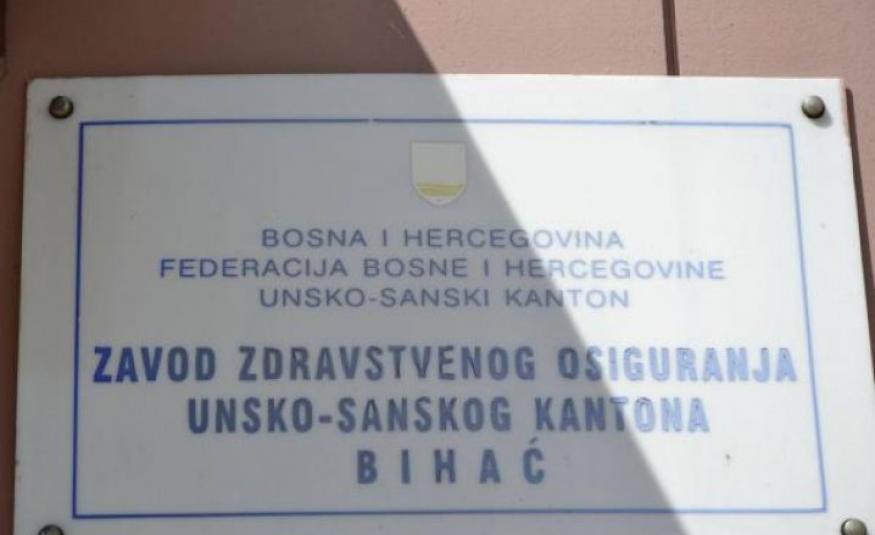 BOSNA I HERCEGOVINA
FEDERACIJA BOSNE I HERCEGOVINE
UNSKO-SANSKI KANTON
ZAVOD ZDRAVSTVENOG OSIGURANJA
UNSKO-SANSKOG KANTONA
BIHAĆ